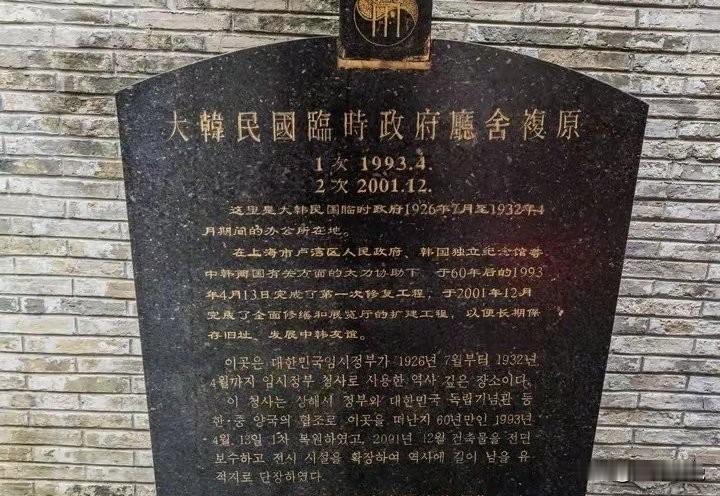 大韓民國臨時政府廳舍複原
1 次 1993.4.
2 次 2001.12.
这里是大韩民国临时政府1926年7月至1932年4
月期间的办公所在地。
在上海市卢湾区人民政府、韩国独立纪念馆等
中韩两国有关方面的大力协助下，于60年后的1993
年4月13日完成了第一次修复工程，于2001年12月
完成了全面修缮和展览厅的扩建工程，以便长期保
存旧址、发展中韩友谊。
이곳은 대한민국임시정부가 1926년 7월부터 1932년
4월까지 임시정부 청사로 사용한 역사 깊은 장소이다.
이 청사는 상해시 정부와 대한민국 독립기념관 등
한·중 양국의 협조로 이곳을 떠난지 60년만인 1993년
4월 13일 1차 복원하였고, 2001년 12월 건축물을 전면
보수하고 전시 시설을 확장하여 역사에 길이 남을 유
적지로 단장하였다.